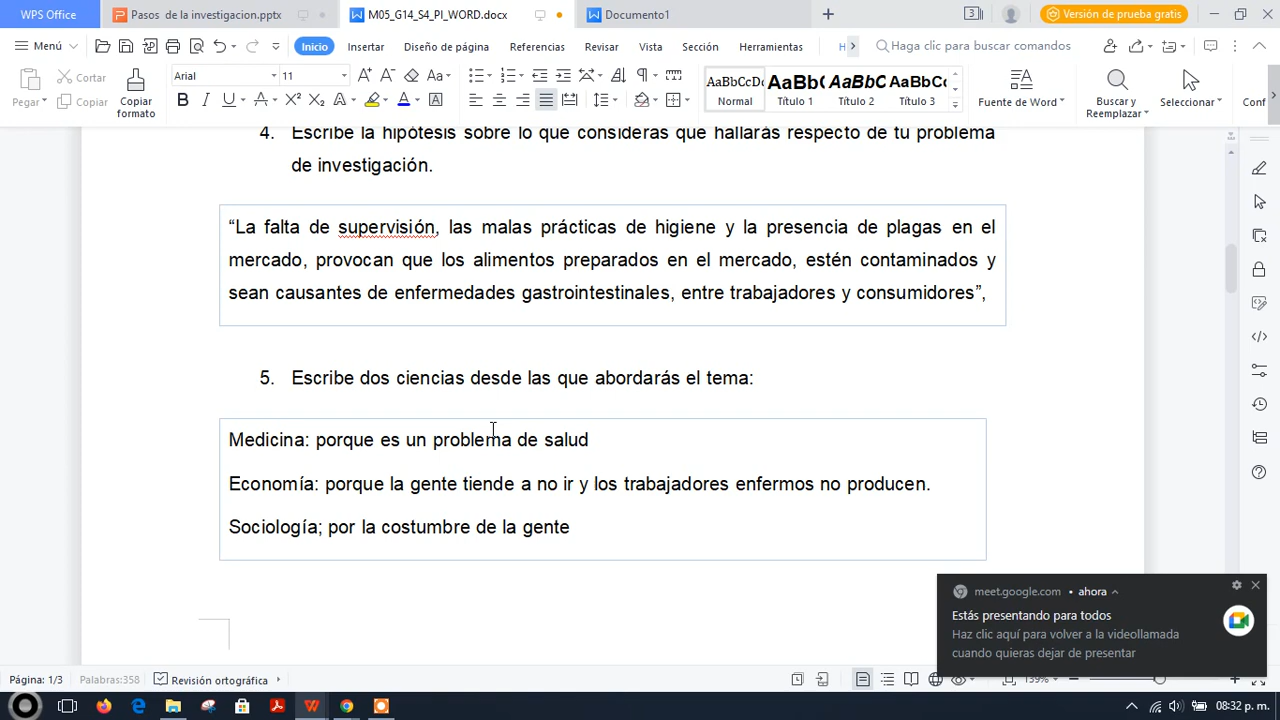 WPS Office
Pasos de la investigacion.pptx
M05_G14_S4_PI_WORD.docx
Documento1
3
Versión de prueba gratis
Menú
Inicio
Insertar
Diseño de página
Referencias
Revisar
Vista
Sección
Herramientas
Haga clic para buscar comandos
Pegar
Cortar
Copiar
Copiar formato
Arial
11
AaBbCcDd
Normal
AaBb(
Título 1
AaBbC
Título 2
AaBbCc
Título 3
Fuente de Word
Buscar y Reemplazar
Seleccionar
Conf
4. Escribe la hipótesis sobre lo que consideras que hallarás respecto de tu problema
de investigación.
“La falta de supervisión, las malas prácticas de higiene y la presencia de plagas en el
mercado, provocan que los alimentos preparados en el mercado, estén contaminados y
sean causantes de enfermedades gastrointestinales, entre trabajadores y consumidores”,
5. Escribe dos ciencias desde las que abordarás el tema:
Medicina: porque es un problema de salud
Economía: porque la gente tiende a no ir y los trabajadores enfermos no producen.
Sociología; por la costumbre de la gente
meet.google.com • ahora
Estás presentando para todos
Haz clic aquí para volver a la videollamada
cuando quieras dejar de presentar
Página: 1/3
Palabras:358
Revisión ortográfica
139%
08:32 p. m.